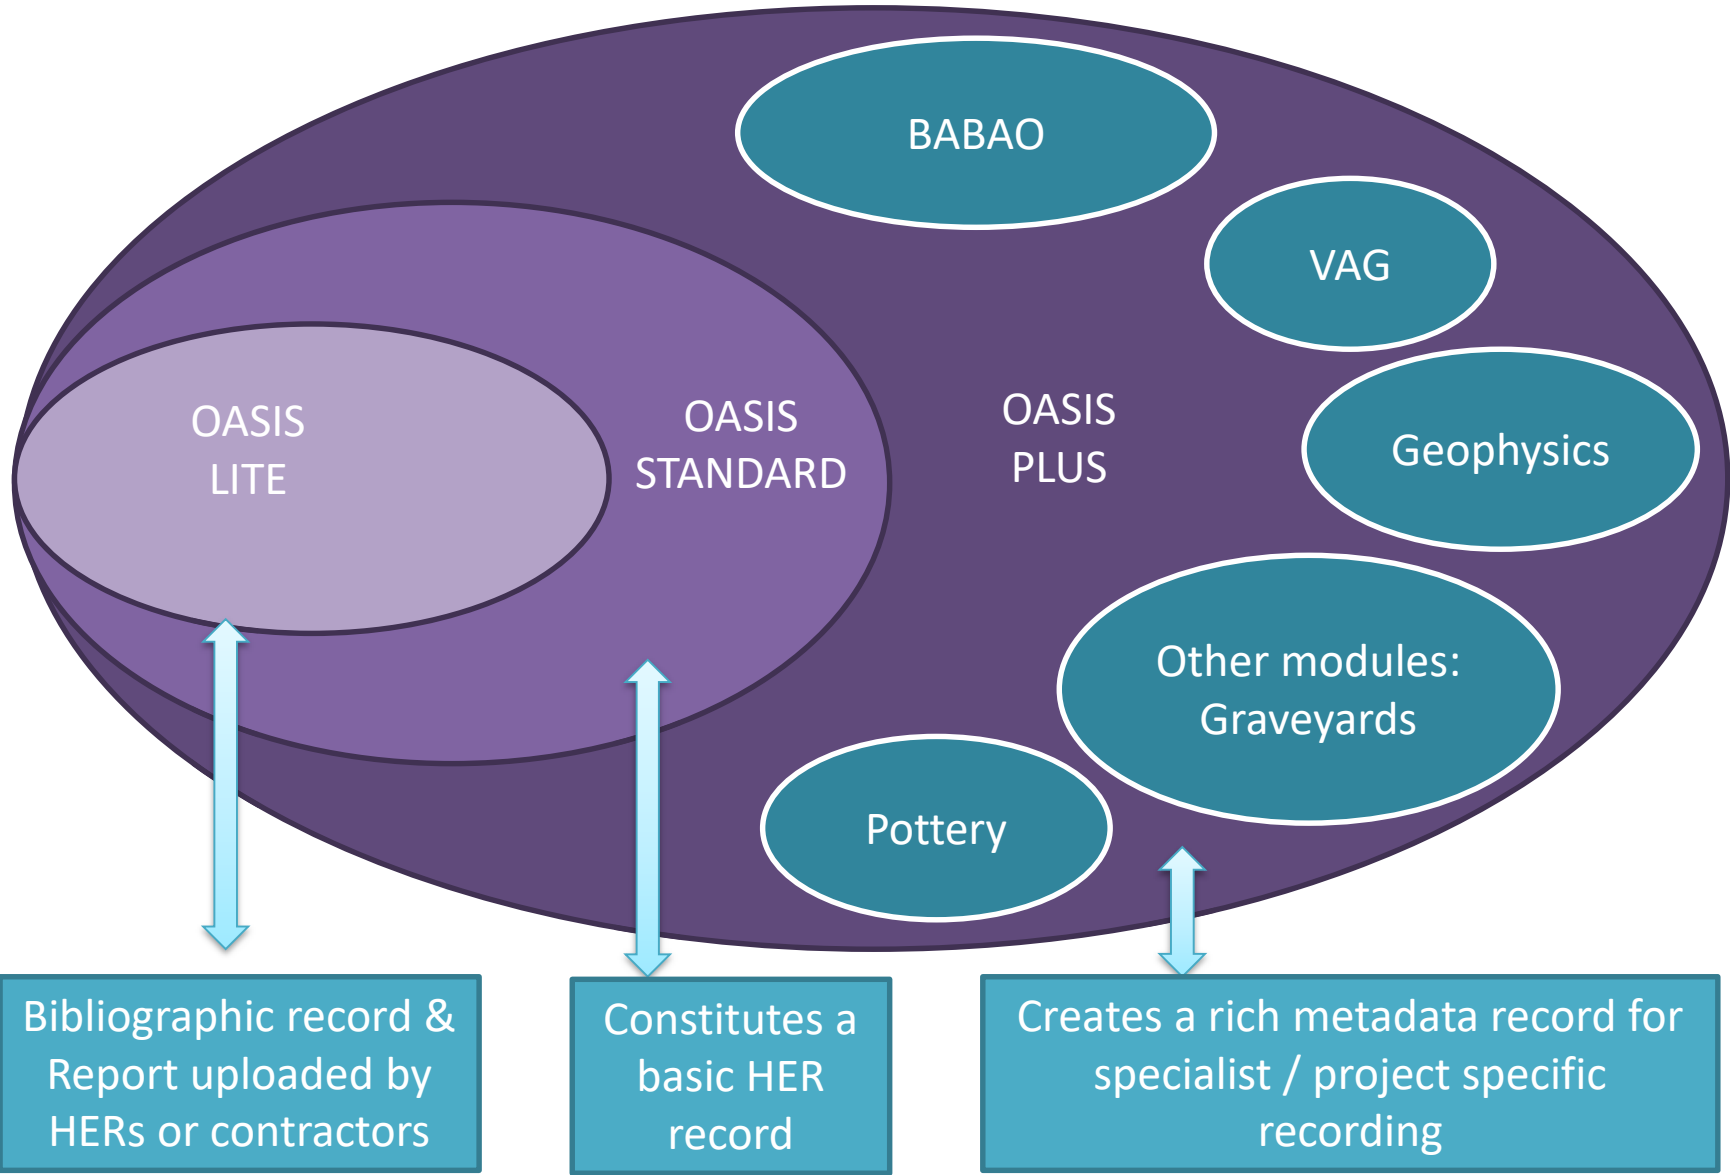 BABAO
VAG
OASIS
LITE
OASIS
STANDARD
OASIS
PLUS
Geophysics
Other modules:
Graveyards
Pottery
Bibliographic record &
Report uploaded by
HERs or contractors
Constitutes a
basic HER
record
Creates a rich metadata record for
specialist / project specific
recording